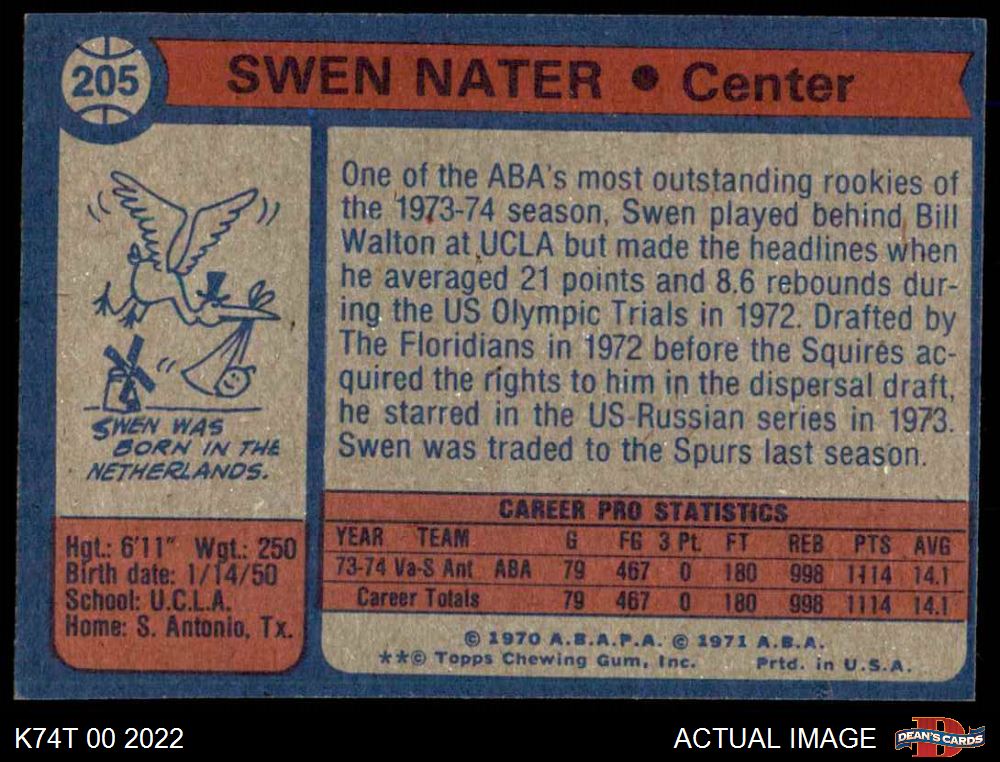 205
SWEN NATER • Center
One of the ABA's most outstanding rookies of
the 1973-74 season, Swen played behind Bill
Walton at UCLA but made the headlines when
he averaged 21 points and 8.6 rebounds dur-
ing the US Olympic Trials in 1972. Drafted by
The Floridians in 1972 before the Squires ac-
quired the rights to him in the dispersal draft,
he starred in the US-Russian series in 1973.
Swen was traded to the Spurs last season.
SWEN WAS
BORN IN THE
NETHERLANDS.
Hgt.: 6'11" Wgt.: 250
Birth date: 1/14/50
School: U.C.L.A.
Home: S. Antonio, Tx.
CAREER PRO STATISTICS
YEAR TEAM G FG 3 Pt. FT REB PTS AVG
73-74 Va-S Ant ABA 79 467 0 180 998 1114 14.1
Career Totals 79 467 0 180 998 1114 14.1
© 1970 A.B.A.P.A. © 1971 A.B.A.
**© Topps Chewing Gum, Inc. Prtd. in U.S.A.
K74T 00 2022 ACTUAL IMAGE
D
DEAN'S CARDS